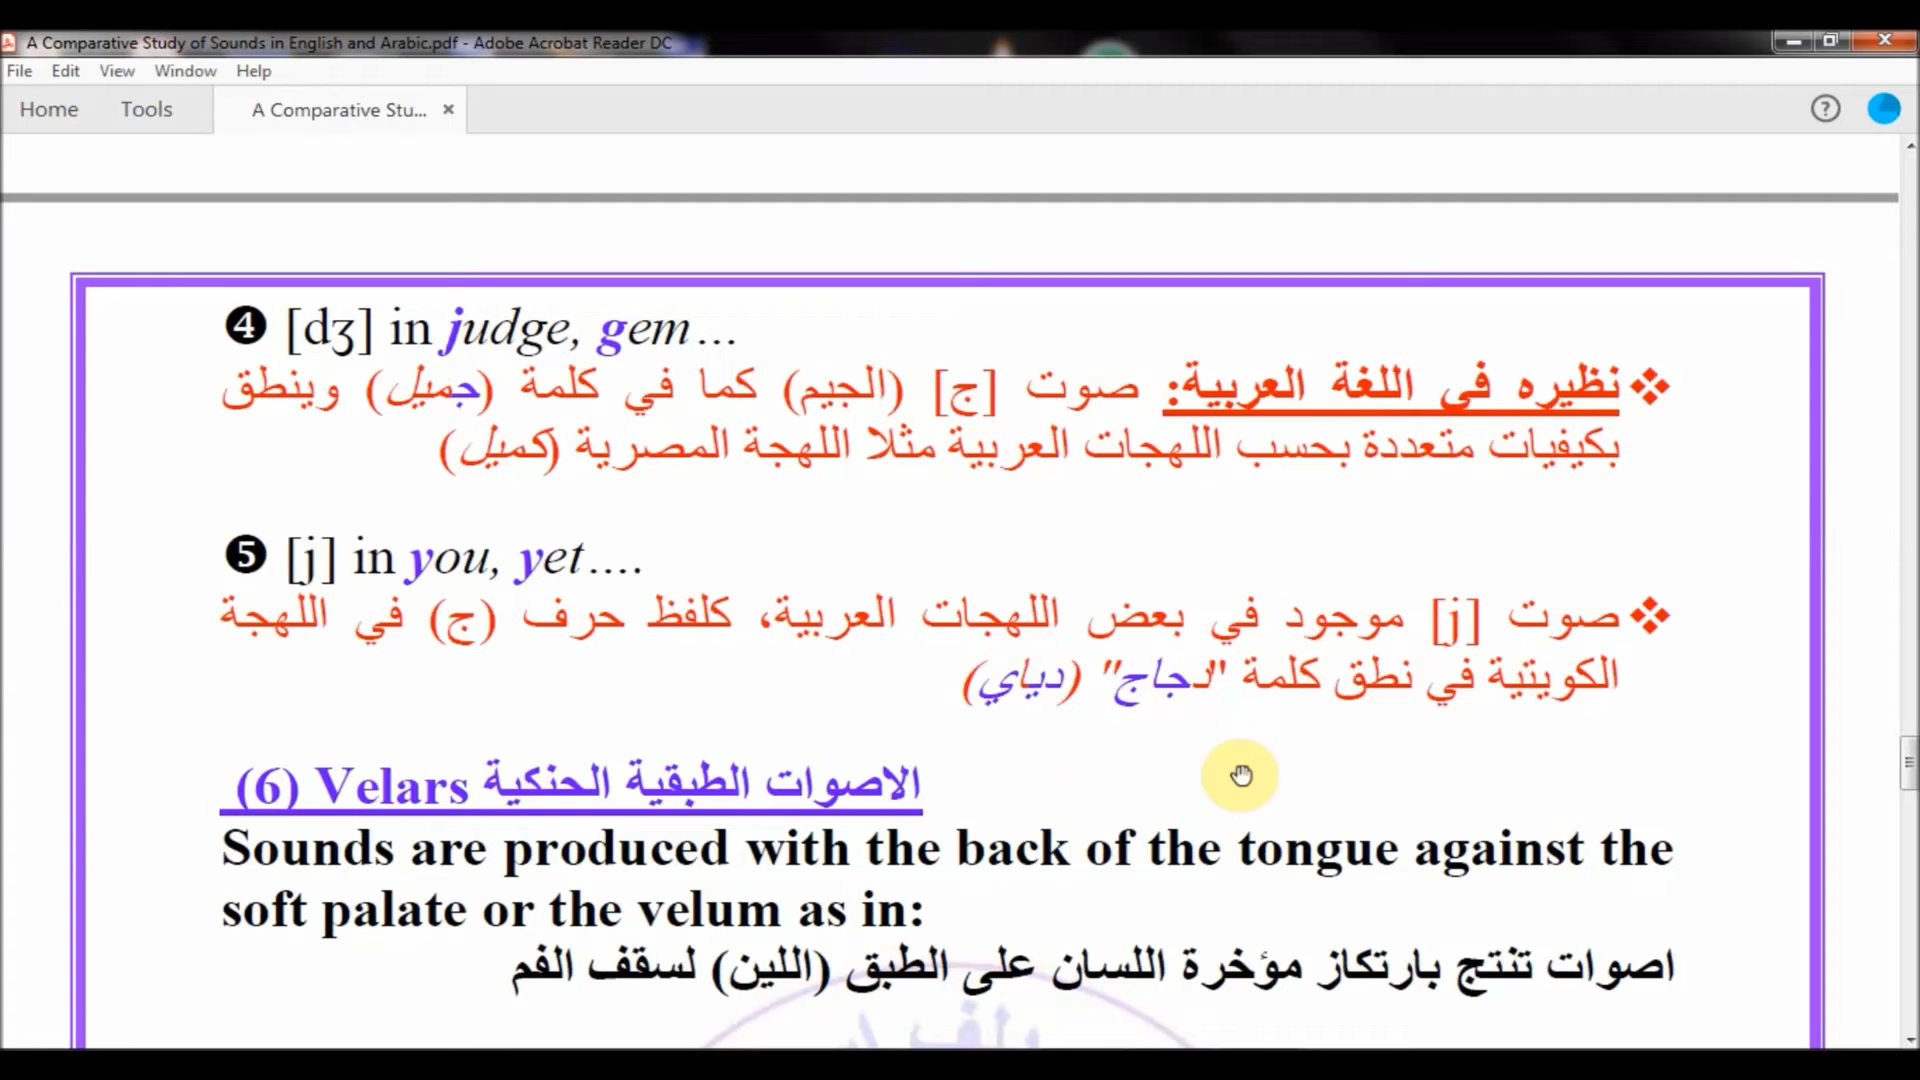 A Comparative Study of Sounds in English and Arabic.pdf - Adobe Acrobat Reader DC
File Edit View Window Help
Home Tools A Comparative Stu... ×
❹ [dʒ] in judge, gem…
❖ نظيره في اللغة العربية: صوت [ج] (الجيم) كما في كلمة (جميل) وينطق
بكيفيات متعددة بحسب اللهجات العربية مثلا اللهجة المصرية (كميل)
❺ [j] in you, yet….
❖ صوت [j] موجود في بعض اللهجات العربية، كلفظ حرف (ج) في اللهجة
الكويتية في نطق كلمة "دجاج" (دياي)
(6) Velars الاصوات الطبقية الحنكية
Sounds are produced with the back of the tongue against the
soft palate or the velum as in:
اصوات تنتج بارتكاز مؤخرة اللسان على الطبق (اللين) لسقف الفم